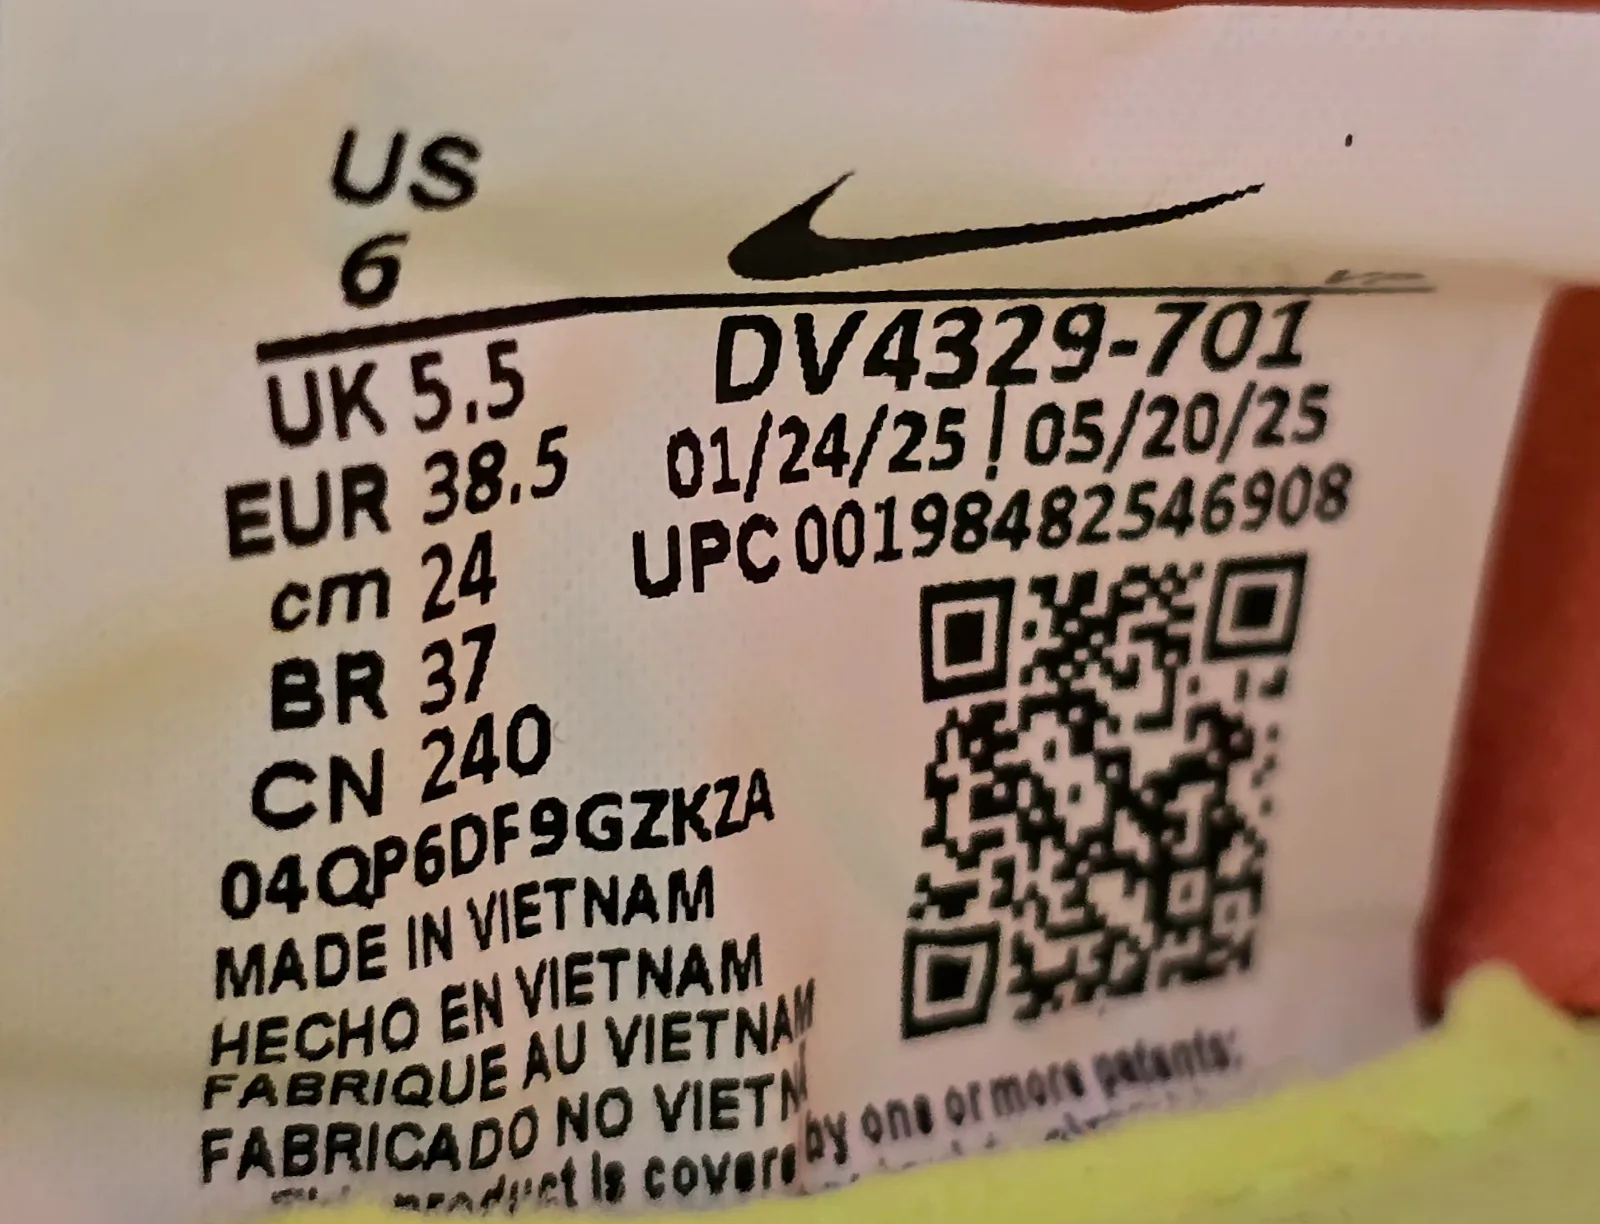 US
6
UK 5.5
EUR 38.5
cm 24
BR 37
CN 240
04QP6DF9GZKZA
MADE IN VIETNAM
HECHO EN VIETNAM
FABRIQUE AU VIETNAM
FABRICADO NO VIETNA
product is covere by one or more patents:
DV4329-701
01/24/25 | 05/20/25
UPC 00198482546908